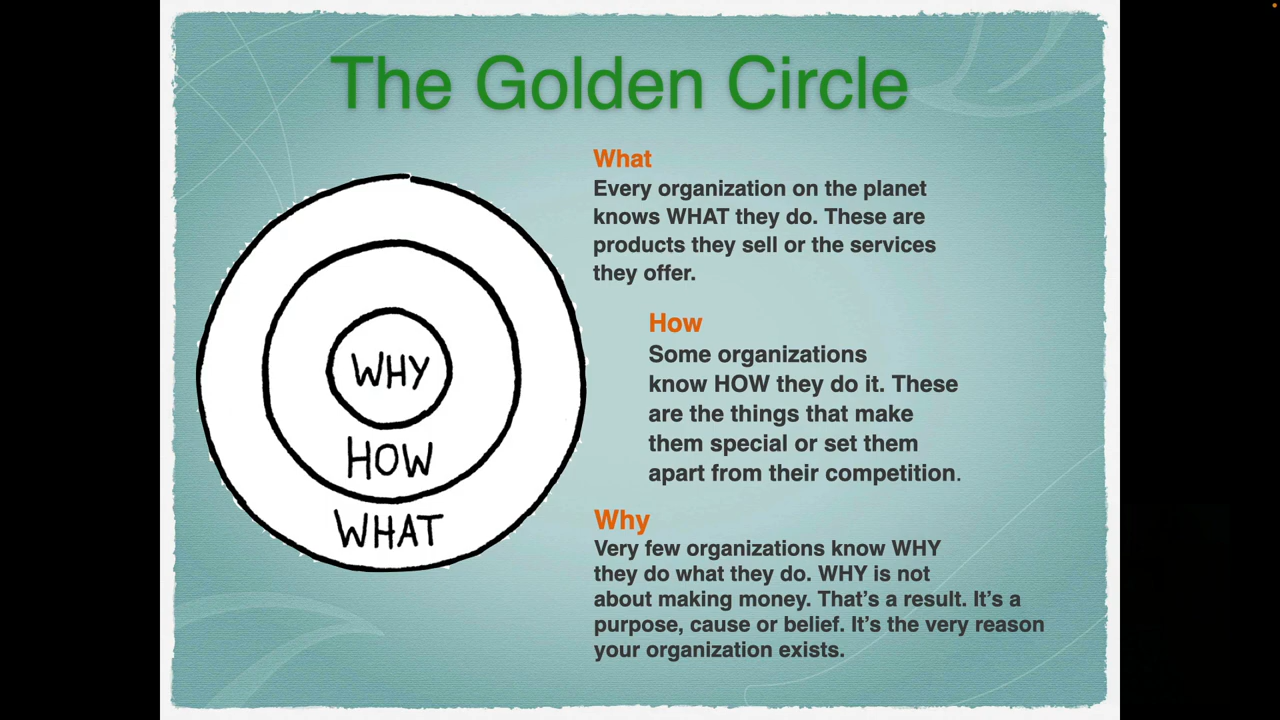 The Golden Circle
WHY
HOW
WHAT
What
Every organization on the planet
knows WHAT they do. These are
products they sell or the services
they offer.
How
Some organizations
know HOW they do it. These
are the things that make
them special or set them
apart from their competition.
Why
Very few organizations know WHY
they do what they do. WHY is not
about making money. That’s a result. It’s a
purpose, cause or belief. It’s the very reason
your organization exists.